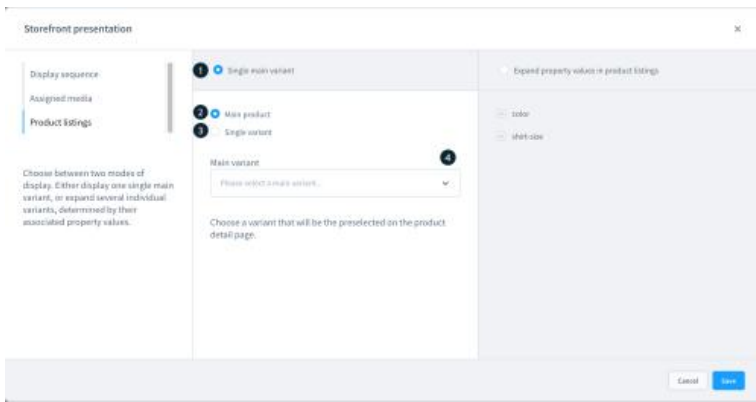 Storefront presentation
×
Display sequence
Assigned media
Product listings
Choose between two modes of
display. Either display one single main
variant, or expand several individual
variants, determined by their
associated property values.
1 Single main variant
2 Main product
3 Single variant
Main variant
4
Please select a main variant...
Choose a variant that will be the preselected on the product
detail page.
Expand property values in product listings
color
shirt-size
Cancel
Save